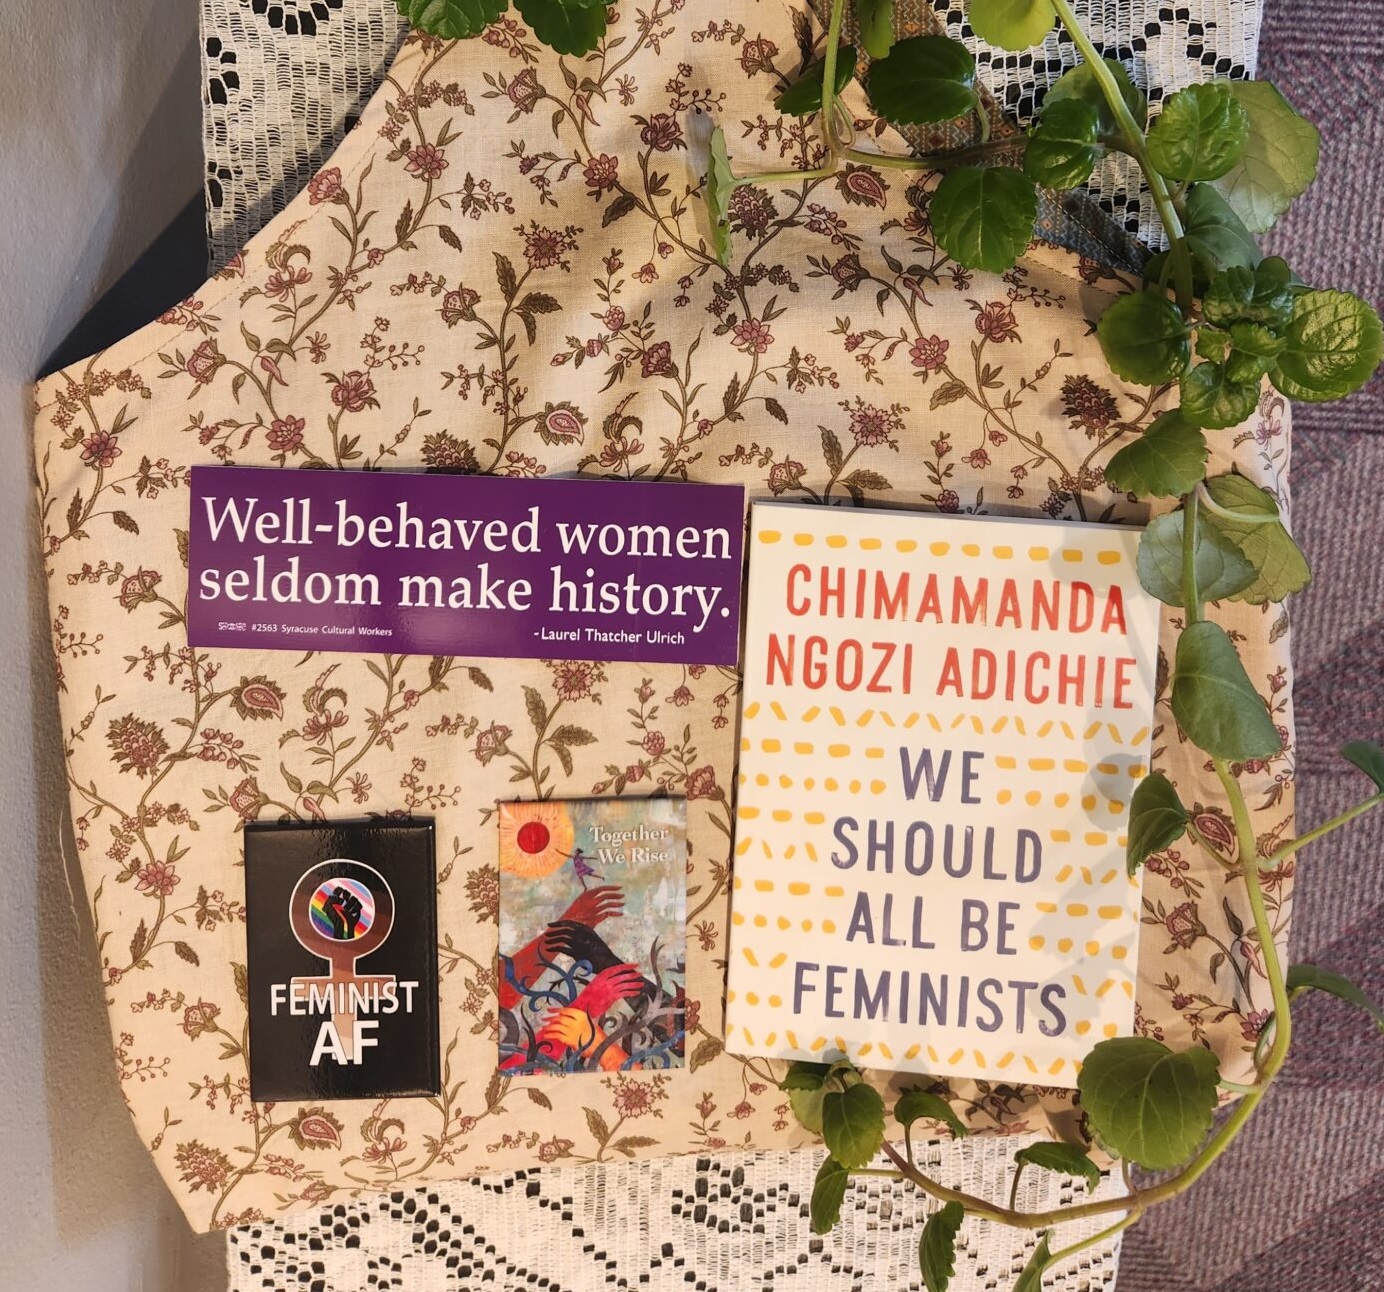 Well-behaved women
seldom make history.
#2563 Syracuse Cultural Workers
-Laurel Thatcher Ulrich
CHIMAMANDA
NGOZI ADICHIE
WE
SHOULD
ALL BE
FEMINISTS
FEMINIST
AF
Together
We Rise